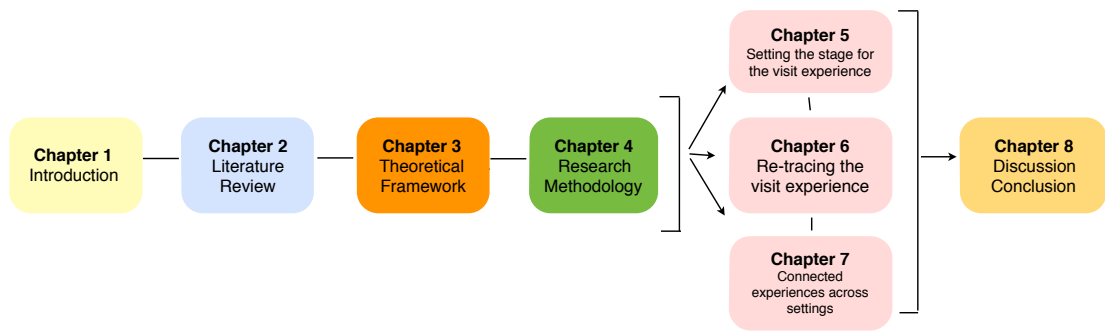 Chapter 1
Introduction
Chapter 2
Literature
Review
Chapter 3
Theoretical
Framework
Chapter 4
Research
Methodology
Chapter 5
Setting the stage for
the visit experience
Chapter 6
Re-tracing the
visit experience
Chapter 7
Connected
experiences across
settings
Chapter 8
Discussion
Conclusion